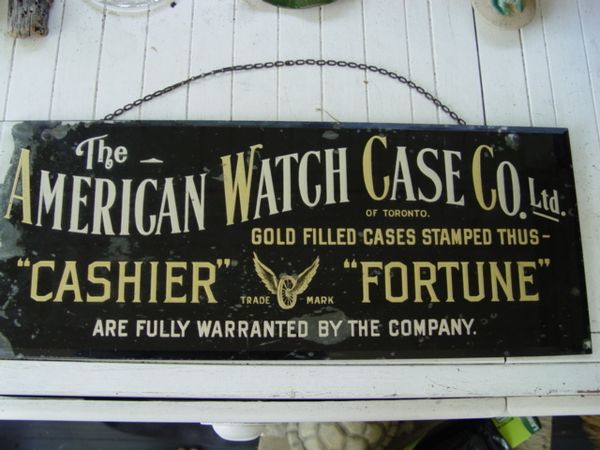 The
AMERICAN WATCH CASE CO. Ltd.
OF TORONTO.
GOLD FILLED CASES STAMPED THUS-
"CASHIER" TRADE MARK "FORTUNE"
ARE FULLY WARRANTED BY THE COMPANY.